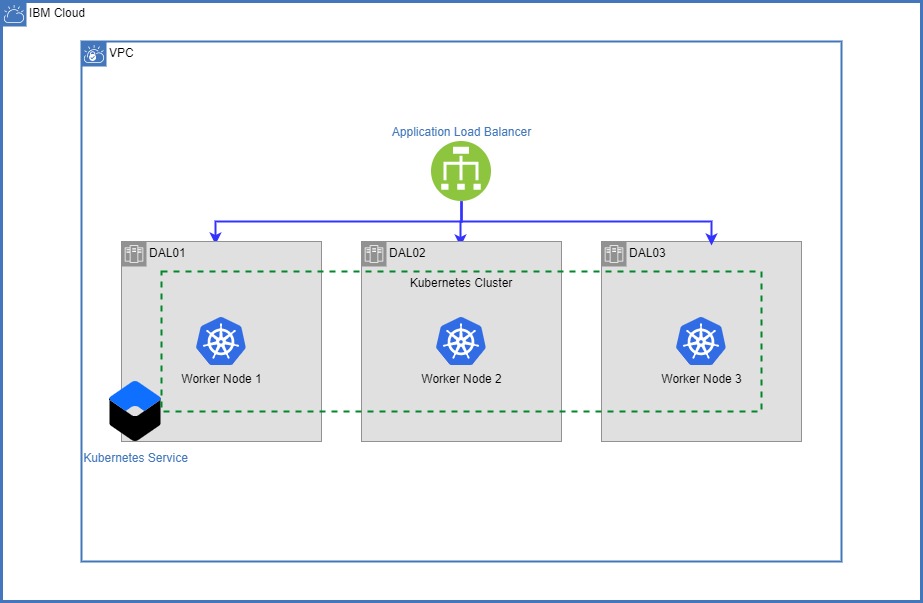 IBM Cloud
VPC
Application Load Balancer
DAL01
DAL02
DAL03
Kubernetes Cluster
Worker Node 1
Worker Node 2
Worker Node 3
Kubernetes Service